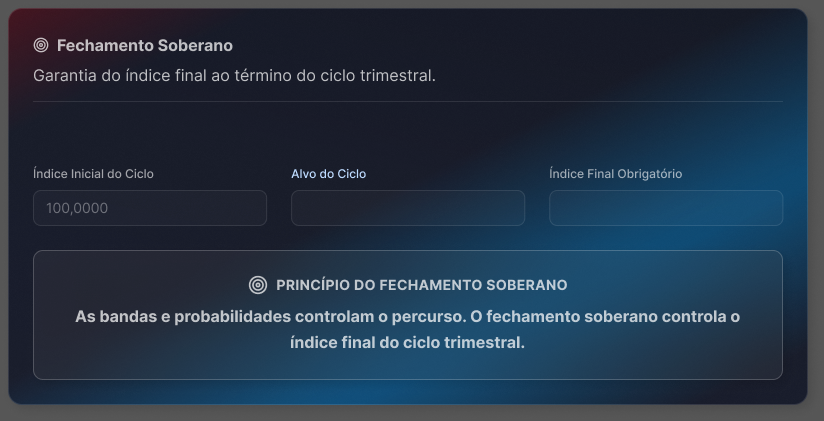 Fechamento Soberano
Garantia do índice final ao término do ciclo trimestral.
Índice Inicial do Ciclo
Alvo do Ciclo
Índice Final Obrigatório
100,0000
PRINCÍPIO DO FECHAMENTO SOBERANO
As bandas e probabilidades controlam o percurso. O fechamento soberano controla o
índice final do ciclo trimestral.